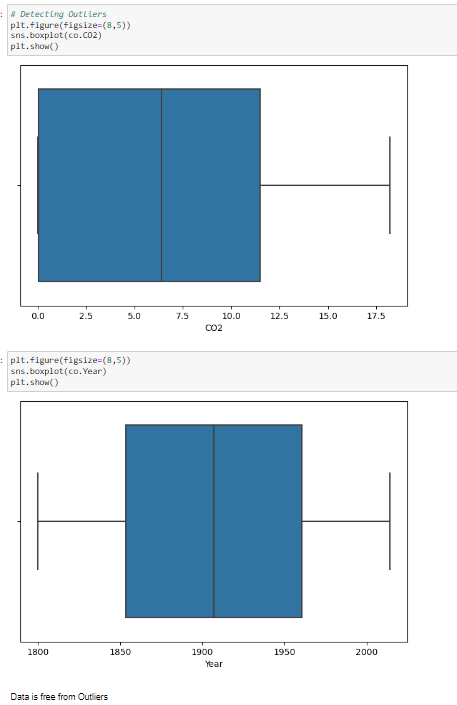 : # Detecting Outliers
plt.figure(figsize=(8,5))
sns.boxplot(co.CO2)
plt.show()
0.0 2.5 5.0 7.5 10.0 12.5 15.0 17.5
CO2
: plt.figure(figsize=(8,5))
sns.boxplot(co.Year)
plt.show()
1800 1850 1900 1950 2000
Year
Data is free from Outliers